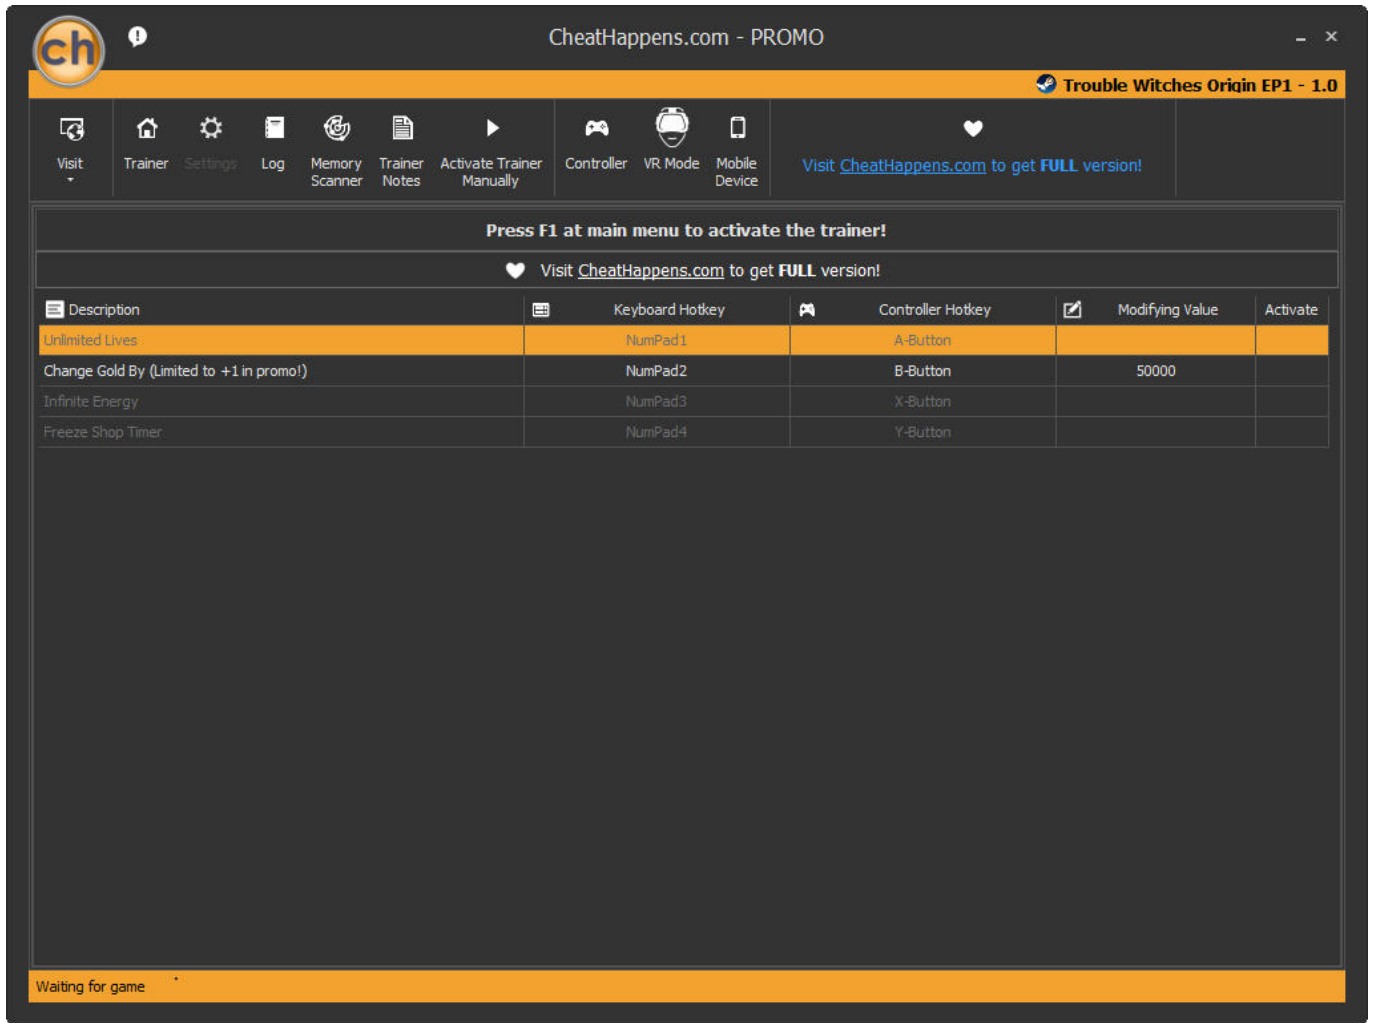 ch
CheatHappens.com - PROMO
Trouble Witches Origin EP1 - 1.0
Visit
Trainer
Settings
Log
Memory
Scanner
Trainer
Notes
Activate Trainer
Manually
Controller
VR Mode
Mobile
Device
Visit CheatHappens.com to get FULL version!
Press F1 at main menu to activate the trainer!
Visit CheatHappens.com to get FULL version!
Description Keyboard Hotkey Controller Hotkey Modifying Value Activate
Unlimited Lives NumPad1 A-Button
Change Gold By (Limited to +1 in promo!) NumPad2 B-Button 50000
Infinite Energy NumPad3 X-Button
Freeze Shop Timer NumPad4 Y-Button
Waiting for game